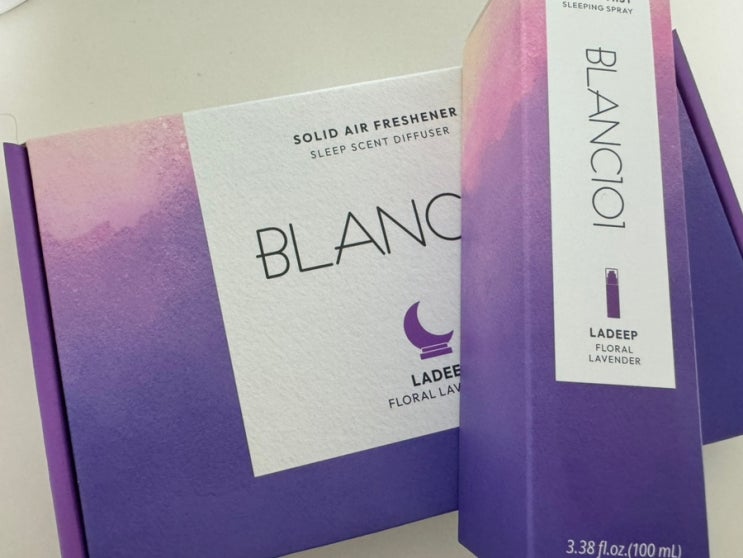 SOLID AIR FRESHENER
SLEEP SCENT DIFFUSER
BLANC
LADEE
FLORAL LAV
SLEEPING SPRAY
BLANC101
LADEEP
FLORAL
LAVENDER
3.38 fl.oz.(100 mL)